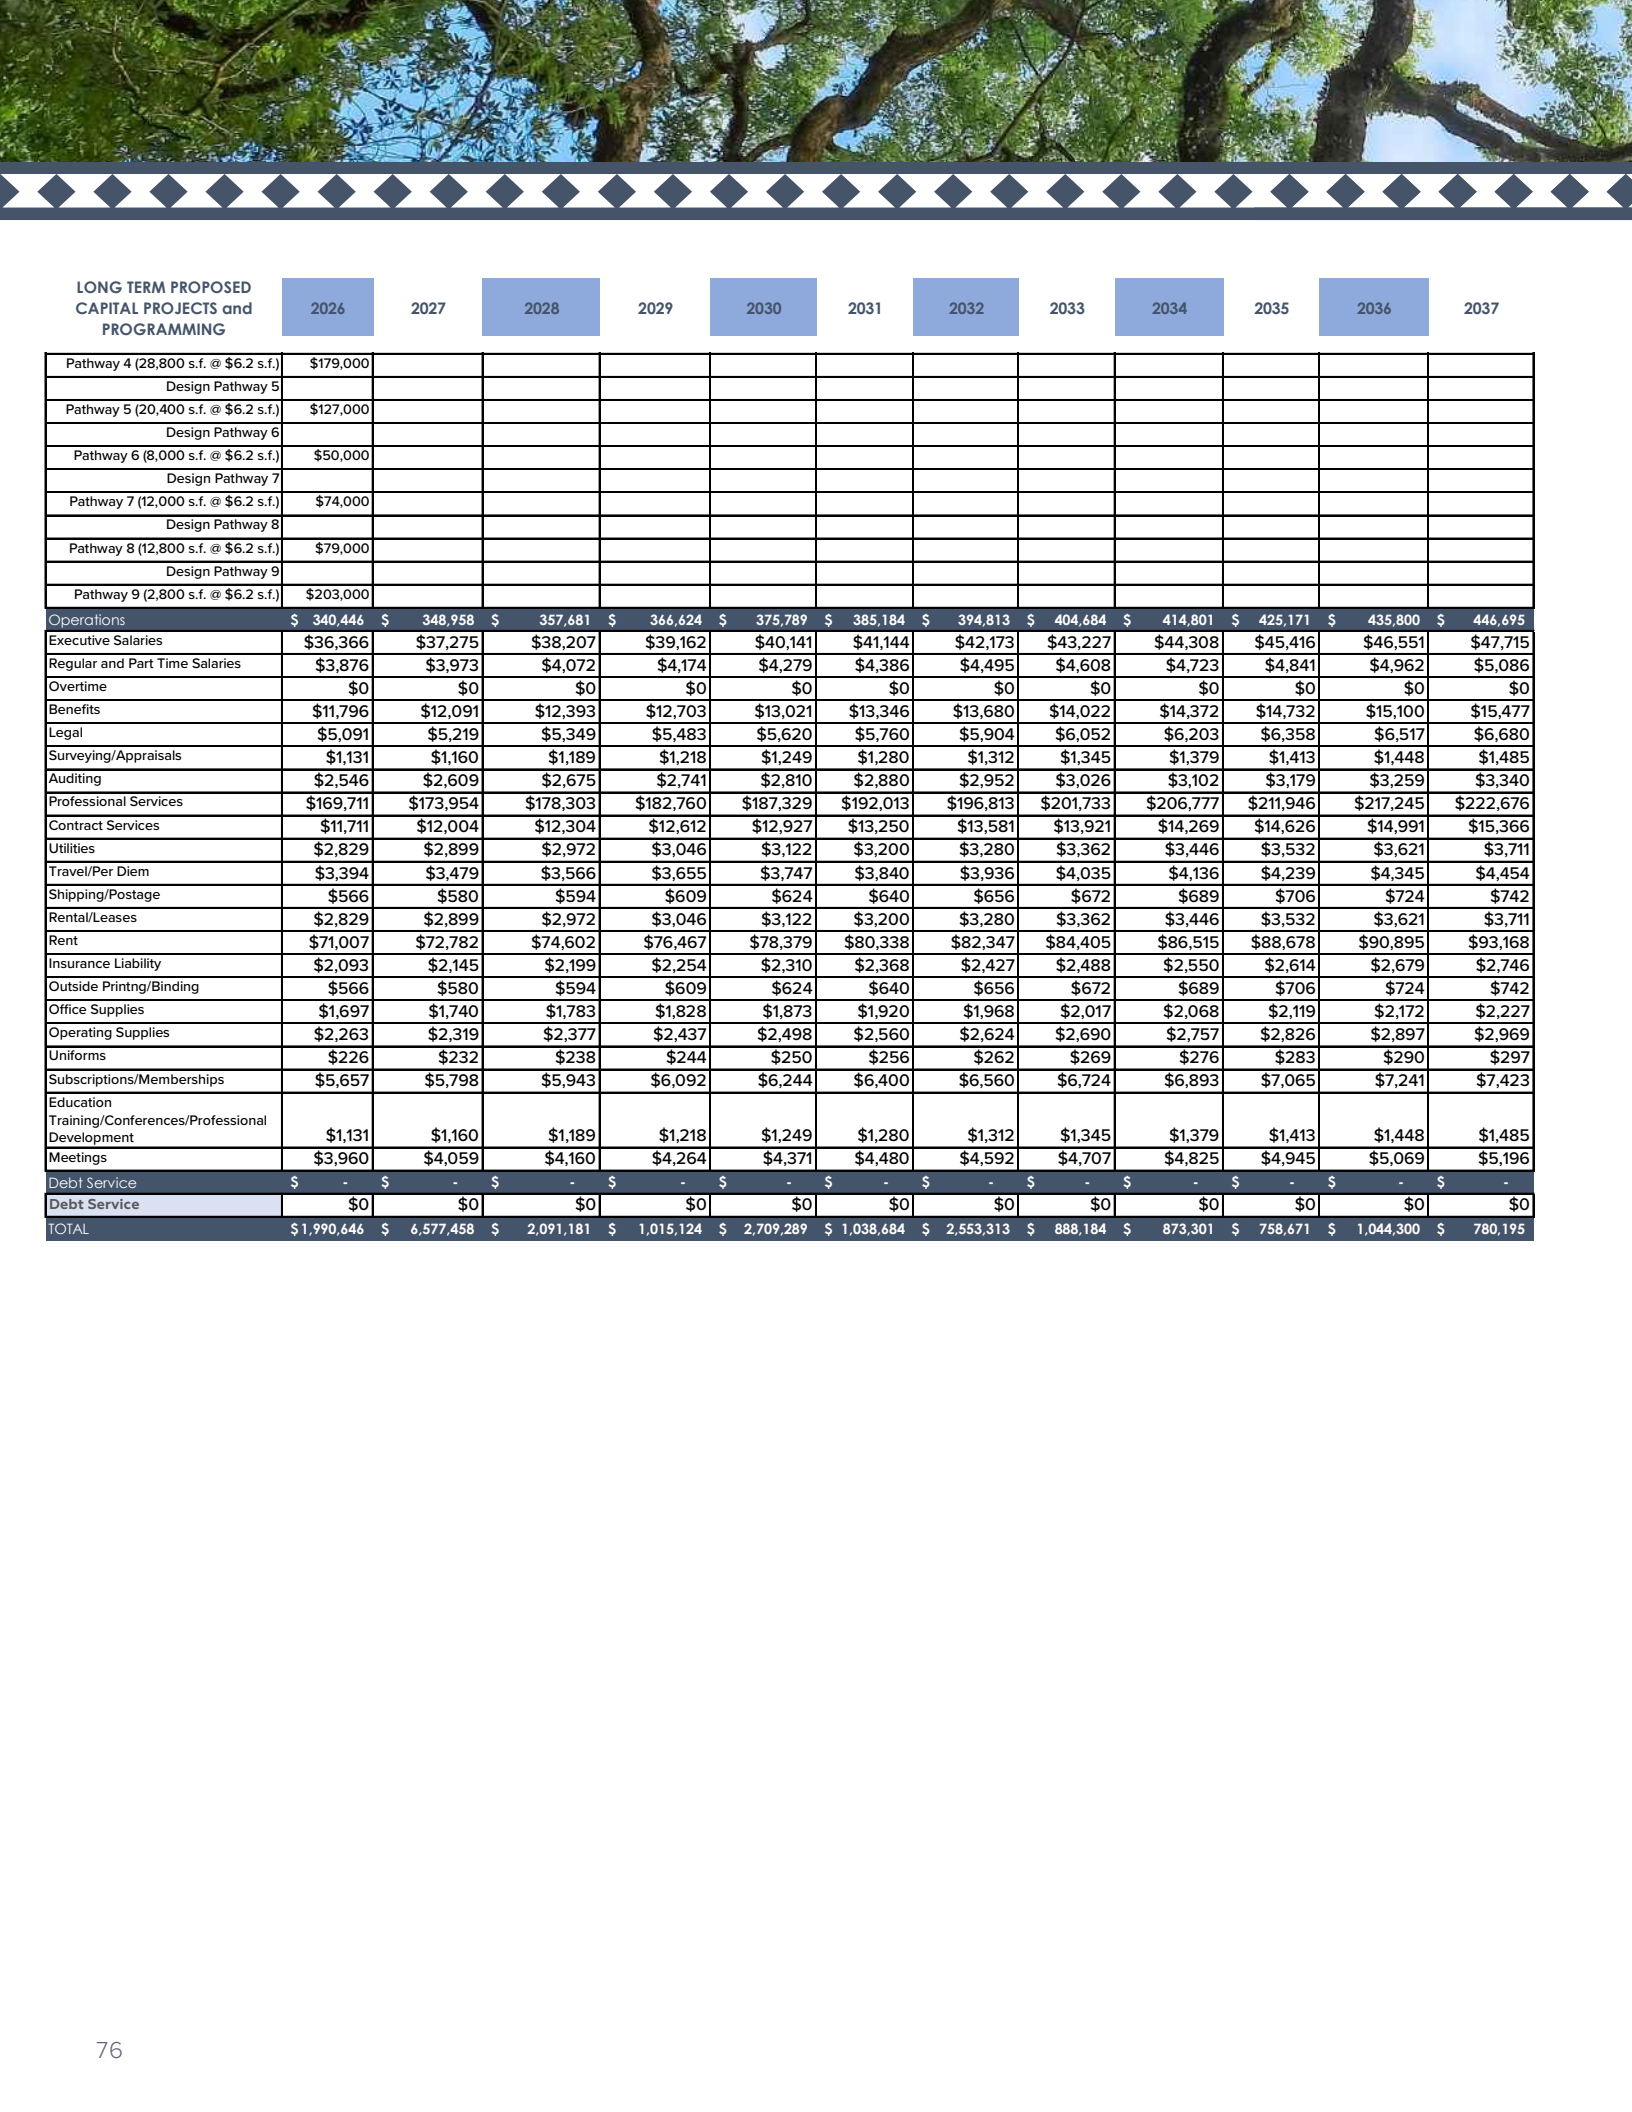 LONG TERM PROPOSED
CAPITAL PROJECTS and
PROGRAMMING
2026 2027 2028 2029 2030 2031 2032 2033 2034 2035 2036 2037
Pathway 4 (28,800 s.f. @ $6.2 s.f.) $179,000
Design Pathway 5
Pathway 5 (20,400 s.f. @ $6.2 s.f.) $127,000
Design Pathway 6
Pathway 6 (8,000 s.f. @ $6.2 s.f.) $50,000
Design Pathway 7
Pathway 7 (12,000 s.f. @ $6.2 s.f.) $74,000
Design Pathway 8
Pathway 8 (12,800 s.f. @ $6.2 s.f.) $79,000
Design Pathway 9
Pathway 9 (2,800 s.f. @ $6.2 s.f.) $203,000
Operations $ 340,446 $ 348,958 $ 357,681 $ 366,624 $ 375,789 $ 385,184 $ 394,813 $ 404,684 $ 414,801 $ 425,171 $ 435,800 $ 446,695
Executive Salaries $36,366 $37,275 $38,207 $39,162 $40,141 $41,144 $42,173 $43,227 $44,308 $45,416 $46,551 $47,715
Regular and Part Time Salaries $3,876 $3,973 $4,072 $4,174 $4,279 $4,386 $4,495 $4,608 $4,723 $4,841 $4,962 $5,086
Overtime $0 $0 $0 $0 $0 $0 $0 $0 $0 $0 $0 $0
Benefits $11,796 $12,091 $12,393 $12,703 $13,021 $13,346 $13,680 $14,022 $14,372 $14,732 $15,100 $15,477
Legal $5,091 $5,219 $5,349 $5,483 $5,620 $5,760 $5,904 $6,052 $6,203 $6,358 $6,517 $6,680
Surveying/Appraisals $1,131 $1,160 $1,189 $1,218 $1,249 $1,280 $1,312 $1,345 $1,379 $1,413 $1,448 $1,485
Auditing $2,546 $2,609 $2,675 $2,741 $2,810 $2,880 $2,952 $3,026 $3,102 $3,179 $3,259 $3,340
Professional Services $169,711 $173,954 $178,303 $182,760 $187,329 $192,013 $196,813 $201,733 $206,777 $211,946 $217,245 $222,676
Contract Services $11,711 $12,004 $12,304 $12,612 $12,927 $13,250 $13,581 $13,921 $14,269 $14,626 $14,991 $15,366
Utilities $2,829 $2,899 $2,972 $3,046 $3,122 $3,200 $3,280 $3,362 $3,446 $3,532 $3,621 $3,711
Travel/Per Diem $3,394 $3,479 $3,566 $3,655 $3,747 $3,840 $3,936 $4,035 $4,136 $4,239 $4,345 $4,454
Shipping/Postage $566 $580 $594 $609 $624 $640 $656 $672 $689 $706 $724 $742
Rental/Leases $2,829 $2,899 $2,972 $3,046 $3,122 $3,200 $3,280 $3,362 $3,446 $3,532 $3,621 $3,711
Rent $71,007 $72,782 $74,602 $76,467 $78,379 $80,338 $82,347 $84,405 $86,515 $88,678 $90,895 $93,168
Insurance Liability $2,093 $2,145 $2,199 $2,254 $2,310 $2,368 $2,427 $2,488 $2,550 $2,614 $2,679 $2,746
Outside Printng/Binding $566 $580 $594 $609 $624 $640 $656 $672 $689 $706 $724 $742
Office Supplies $1,697 $1,740 $1,783 $1,828 $1,873 $1,920 $1,968 $2,017 $2,068 $2,119 $2,172 $2,227
Operating Supplies $2,263 $2,319 $2,377 $2,437 $2,498 $2,560 $2,624 $2,690 $2,757 $2,826 $2,897 $2,969
Uniforms $226 $232 $238 $244 $250 $256 $262 $269 $276 $283 $290 $297
Subscriptions/Memberships $5,657 $5,798 $5,943 $6,092 $6,244 $6,400 $6,560 $6,724 $6,893 $7,065 $7,241 $7,423
Education
Training/Conferences/Professional
Development $1,131 $1,160 $1,189 $1,218 $1,249 $1,280 $1,312 $1,345 $1,379 $1,413 $1,448 $1,485
Meetings $3,960 $4,059 $4,160 $4,264 $4,371 $4,480 $4,592 $4,707 $4,825 $4,945 $5,069 $5,196
Debt Service $ - $ - $ - $ - $ - $ - $ - $ - $ - $ - $ - $ -
Debt Service $0 $0 $0 $0 $0 $0 $0 $0 $0 $0 $0 $0
TOTAL $ 1,990,646 $ 6,577,458 $ 2,091,181 $ 1,015,124 $ 2,709,289 $ 1,038,684 $ 2,553,313 $ 888,184 $ 873,301 $ 758,671 $ 1,044,300 $ 780,195
76